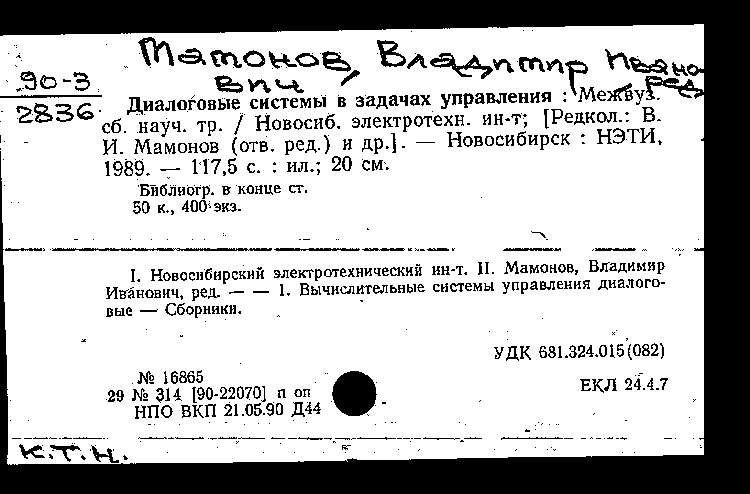 Мамонов, Владимир Ивано-
вич, ред.
90-3
2836
Диалоговые системы в задачах управления : Межвуз.
сб. науч. тр. / Новосиб. электротехн. ин-т; [Редкол.: В.
И. Мамонов (отв. ред.) и др.]. — Новосибирск : НЭТИ,
1989. — 117,5 с. : ил.; 20 см.
Библиогр. в конце ст.
50 к., 400 экз.
I. Новосибирский электротехнический ин-т. II. Мамонов, Владимир
Иванович, ред. — — 1. Вычислительные системы управления диалого-
вые — Сборники.
УДК 681.324.015(082)
№ 16865
29 № 314 [90-22070] п оп
ЕКЛ 24.4.7
НПО ВКП 21.05.90 Д44
К.Т.Н.